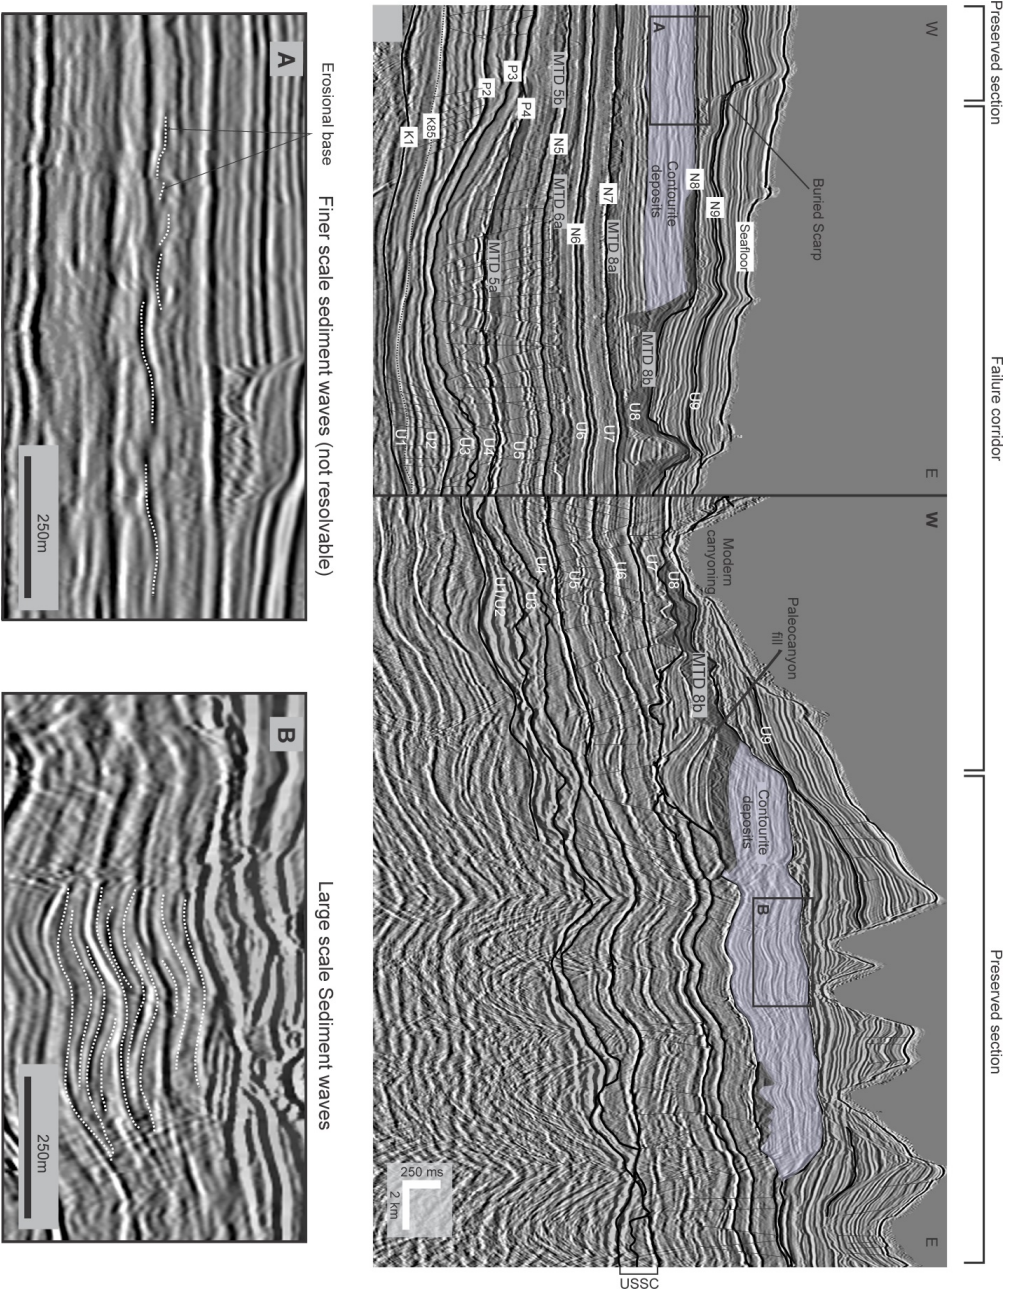 Preserved section
Failure corridor
Preserved section
W
E
W
E
A
Buried Scarp
Contourite
deposits
N8
N9
Seafloor
MTD 5b
P3
P2
P4
N5
K85
K1
MTD 6a
N7
N6
MTD 8a
MTD 5a
MTD 8b
U9
U8
U7
U6
U5
U4
U3
U2
U1
Modern
canyoning
Paleocanyon
fill
U8
U7
U6
U5
U4
U3
U1/U2
MTD 8b
U9
Contourite
deposits
B
250 ms
2 km
USSC
Erosional base
Finer scale sediment waves (not resolvable)
A
250m
Large scale Sediment waves
B
250m